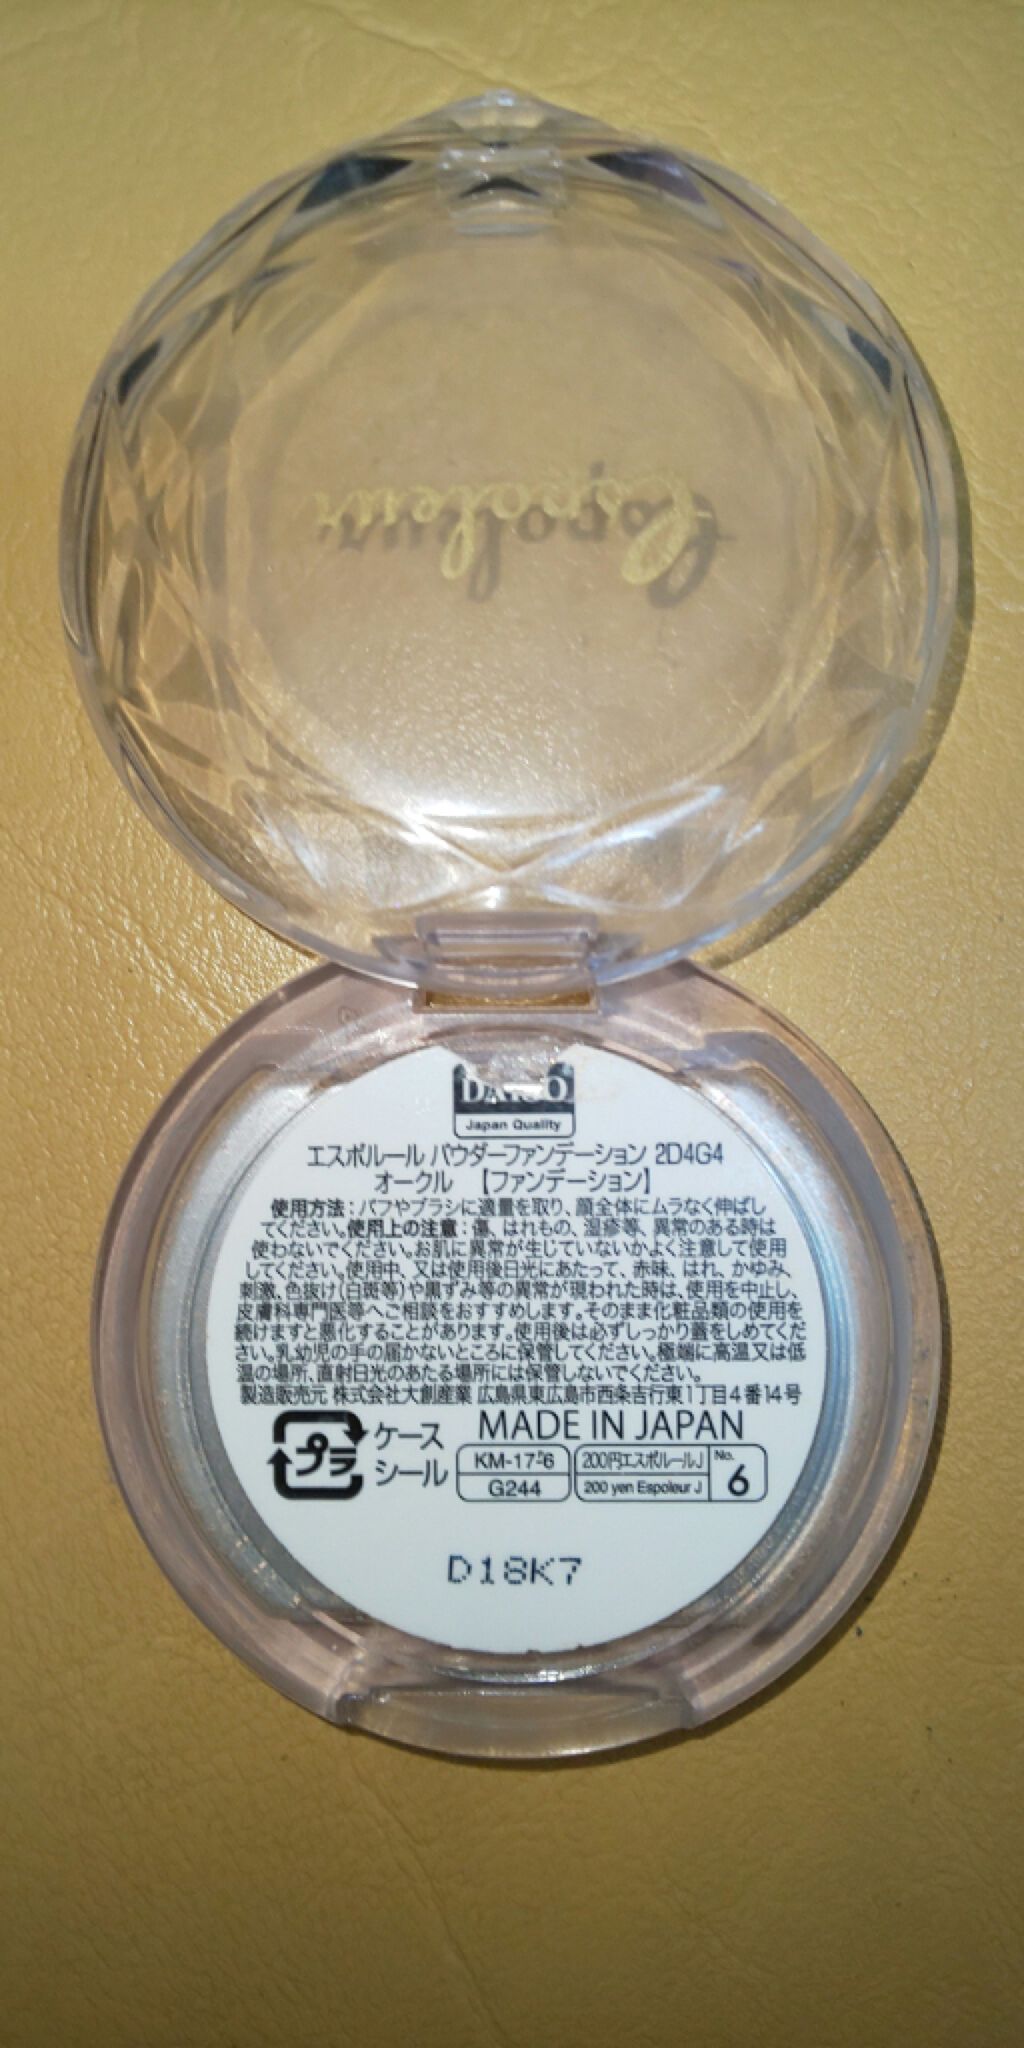 Espoleur
DAISO
Japan Quality
エスポルール パウダーファンデーション 2D4G4
オークル 【ファンデーション】
使用方法：パフやブラシに適量を取り、顔全体にムラなく伸ばし
てください。使用上の注意：傷、はれもの、湿疹等、異常のある時は
使わないでください。お肌に異常が生じていないかよく注意して使用
してください。使用中、又は使用後日光にあたって、赤味、はれ、かゆみ、
刺激、色抜け(白斑等)や黒ずみ等の異常が現われた時は、使用を中止し、
皮膚科専門医等へご相談をおすすめします。そのまま化粧品類の使用を
続けますと悪化することがあります。使用後は必ずしっかり蓋をしめてくだ
さい。乳幼児の手の届かないところに保管してください。極端に高温又は低
温の場所、直射日光のあたる場所には保管しないでください。
製造販売元 株式会社大創産業 広島県東広島市西条吉行東1丁目4番14号
プラ ケース シール
MADE IN JAPAN
G244
200円エスポルールJ
200 yen Espoleur J
No. 6
D18K7